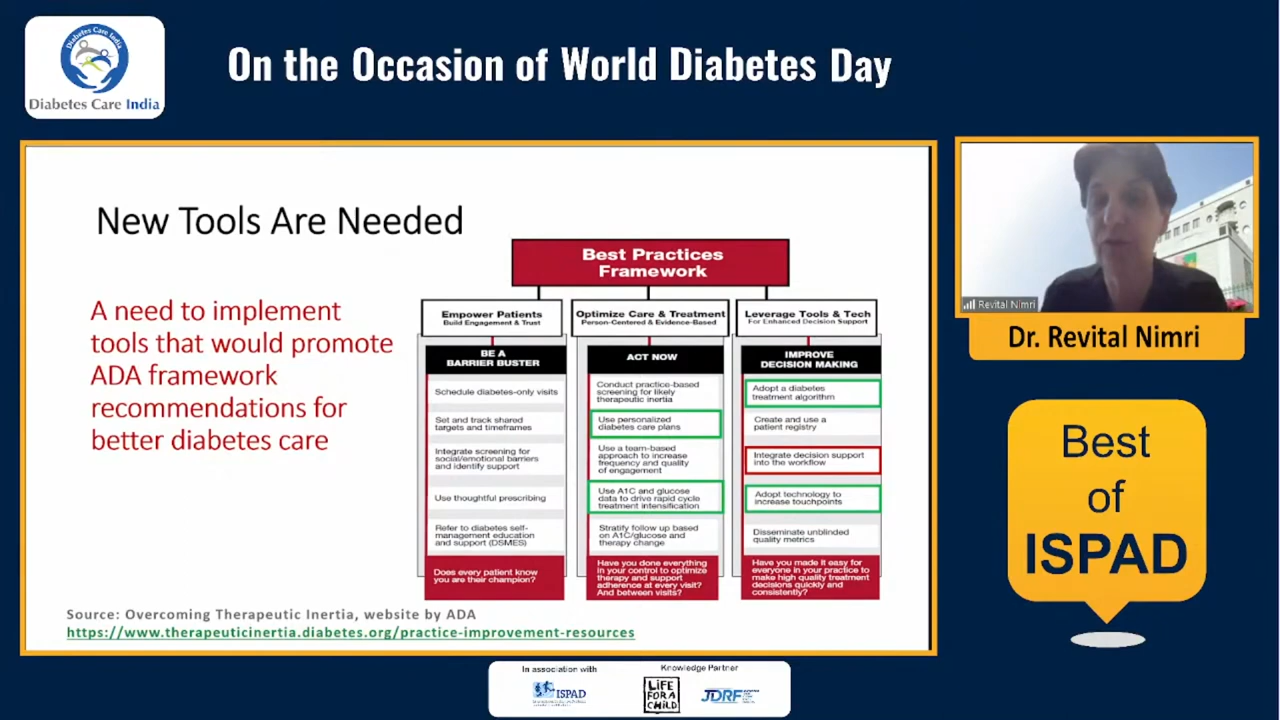 Diabetes Care India
Diabetes Care India
On the Occasion of World Diabetes Day
New Tools Are Needed
A need to implement
tools that would promote
ADA framework
recommendations for
better diabetes care
Best Practices
Framework
Empower Patients
Build Engagement & Trust
BE A
BARRIER BUSTER
Schedule diabetes-only visits
Set and track shared
targets and timeframes
Integrate screening for
social/emotional barriers
and identify support
Use thoughtful prescribing
Refer to diabetes self-
management education
and support (DSMES)
Does every patient know
you are their champion?
Optimize Care & Treatment
Person-Centered & Evidence-Based
ACT NOW
Conduct practice-based
screening for likely
therapeutic inertia
Use personalized
diabetes care plans
Use a team-based
approach to increase
frequency and quality
of engagement
Use A1C and glucose
data to drive rapid cycle
treatment intensification
Stratify follow up based
on A1C/glucose and
therapy change
Have you done everything
in your control to optimize
therapy and support
adherence at every visit?
And between visits?
Leverage Tools & Tech
For Enhanced Decision Support
IMPROVE
DECISION MAKING
Adopt a diabetes
treatment algorithm
Create and use a
patient registry
Integrate decision support
into the workflow
Adopt technology to
increase touchpoints
Disseminate unblinded
quality metrics
Have you made it easy for
everyone in your practice to
make high quality treatment
decisions quickly and
consistently?
Source: Overcoming Therapeutic Inertia, website by ADA
https://www.therapeuticinertia.diabetes.org/practice-improvement-resources
Revital Nimri
Dr. Revital Nimri
Best
of
ISPAD
In association with
ISPAD
Knowledge Partner
LiFE
FOR A
CHiLD
JDRF